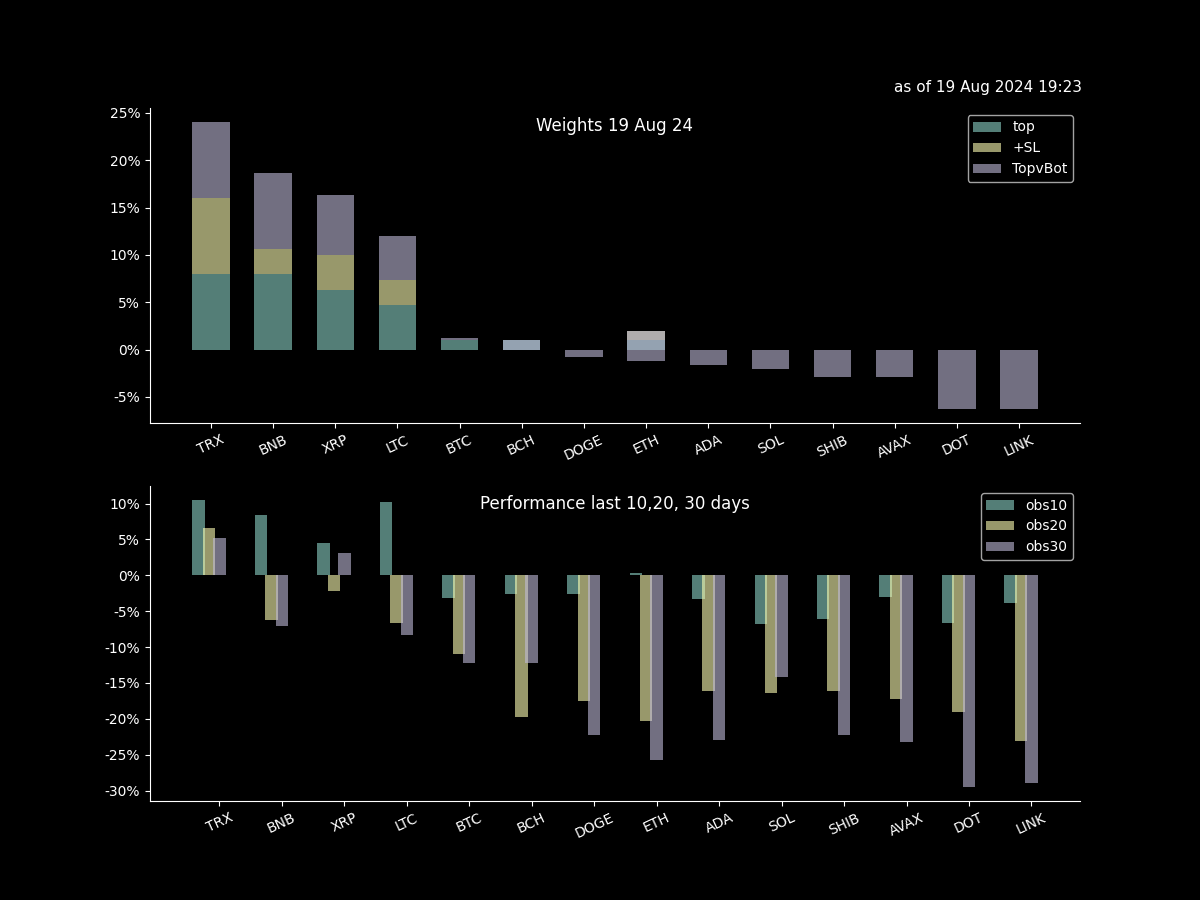 as of 19 Aug 2024 19:23
Weights 19 Aug 24
top
+SL
TopvBot
25%
20%
15%
10%
5%
0%
-5%
TRX BNB XRP LTC BTC BCH DOGE ETH ADA SOL SHIB AVAX DOT LINK
Performance last 10,20, 30 days
obs10
obs20
obs30
10%
5%
0%
-5%
-10%
-15%
-20%
-25%
-30%
TRX BNB XRP LTC BTC BCH DOGE ETH ADA SOL SHIB AVAX DOT LINK